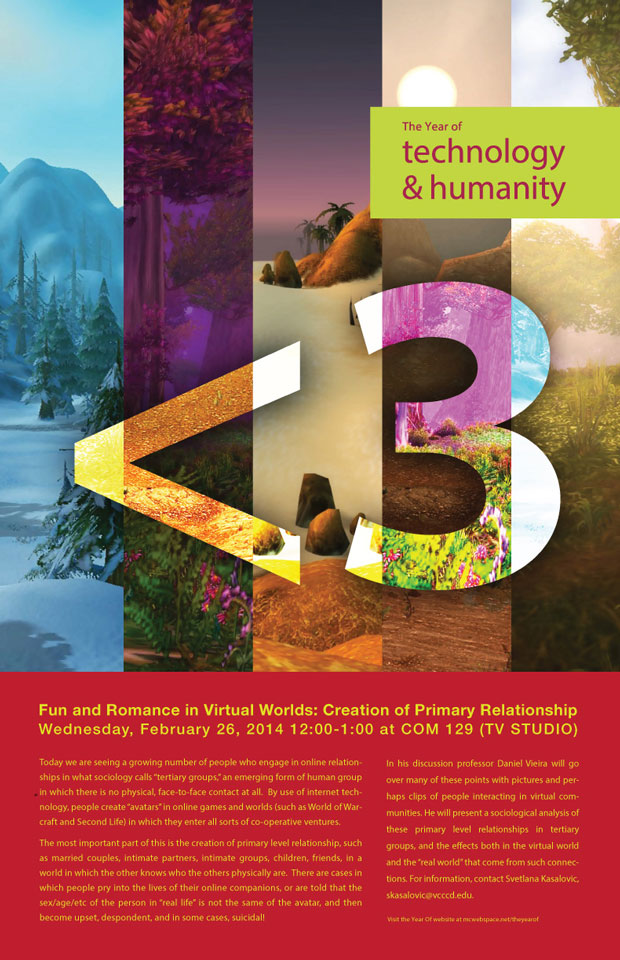 The Year of
technology
& humanity
<3
Fun and Romance in Virtual Worlds: Creation of Primary Relationship
Wednesday, February 26, 2014 12:00-1:00 at COM 129 (TV STUDIO)
Today we are seeing a growing number of people who engage in online relation-
ships in what sociology calls “tertiary groups,” an emerging form of human group
in which there is no physical, face-to-face contact at all.  By use of internet tech-
nology, people create “avatars” in online games and worlds (such as World of War-
craft and Second Life) in which they enter all sorts of co-operative ventures.
The most important part of this is the creation of primary level relationship, such
as married couples, intimate partners, intimate groups, children, friends, in a
world in which the other knows who the others physically are.  There are cases in
which people pry into the lives of their online companions, or are told that the
sex/age/etc of the person in “real life” is not the same of the avatar, and then
become upset, despondent, and in some cases, suicidal!
In his discussion professor Daniel Vieira will go
over many of these points with pictures and per-
haps clips of people interacting in virtual com-
munities. He will present a sociological analysis of
these primary level relationships in tertiary
groups, and the effects both in the virtual world
and the “real world” that come from such connec-
tions. For information, contact Svetlana Kasalovic,
skasalovic@vcccd.edu.
Visit the Year Of website at mcwebspace.net/theyearof